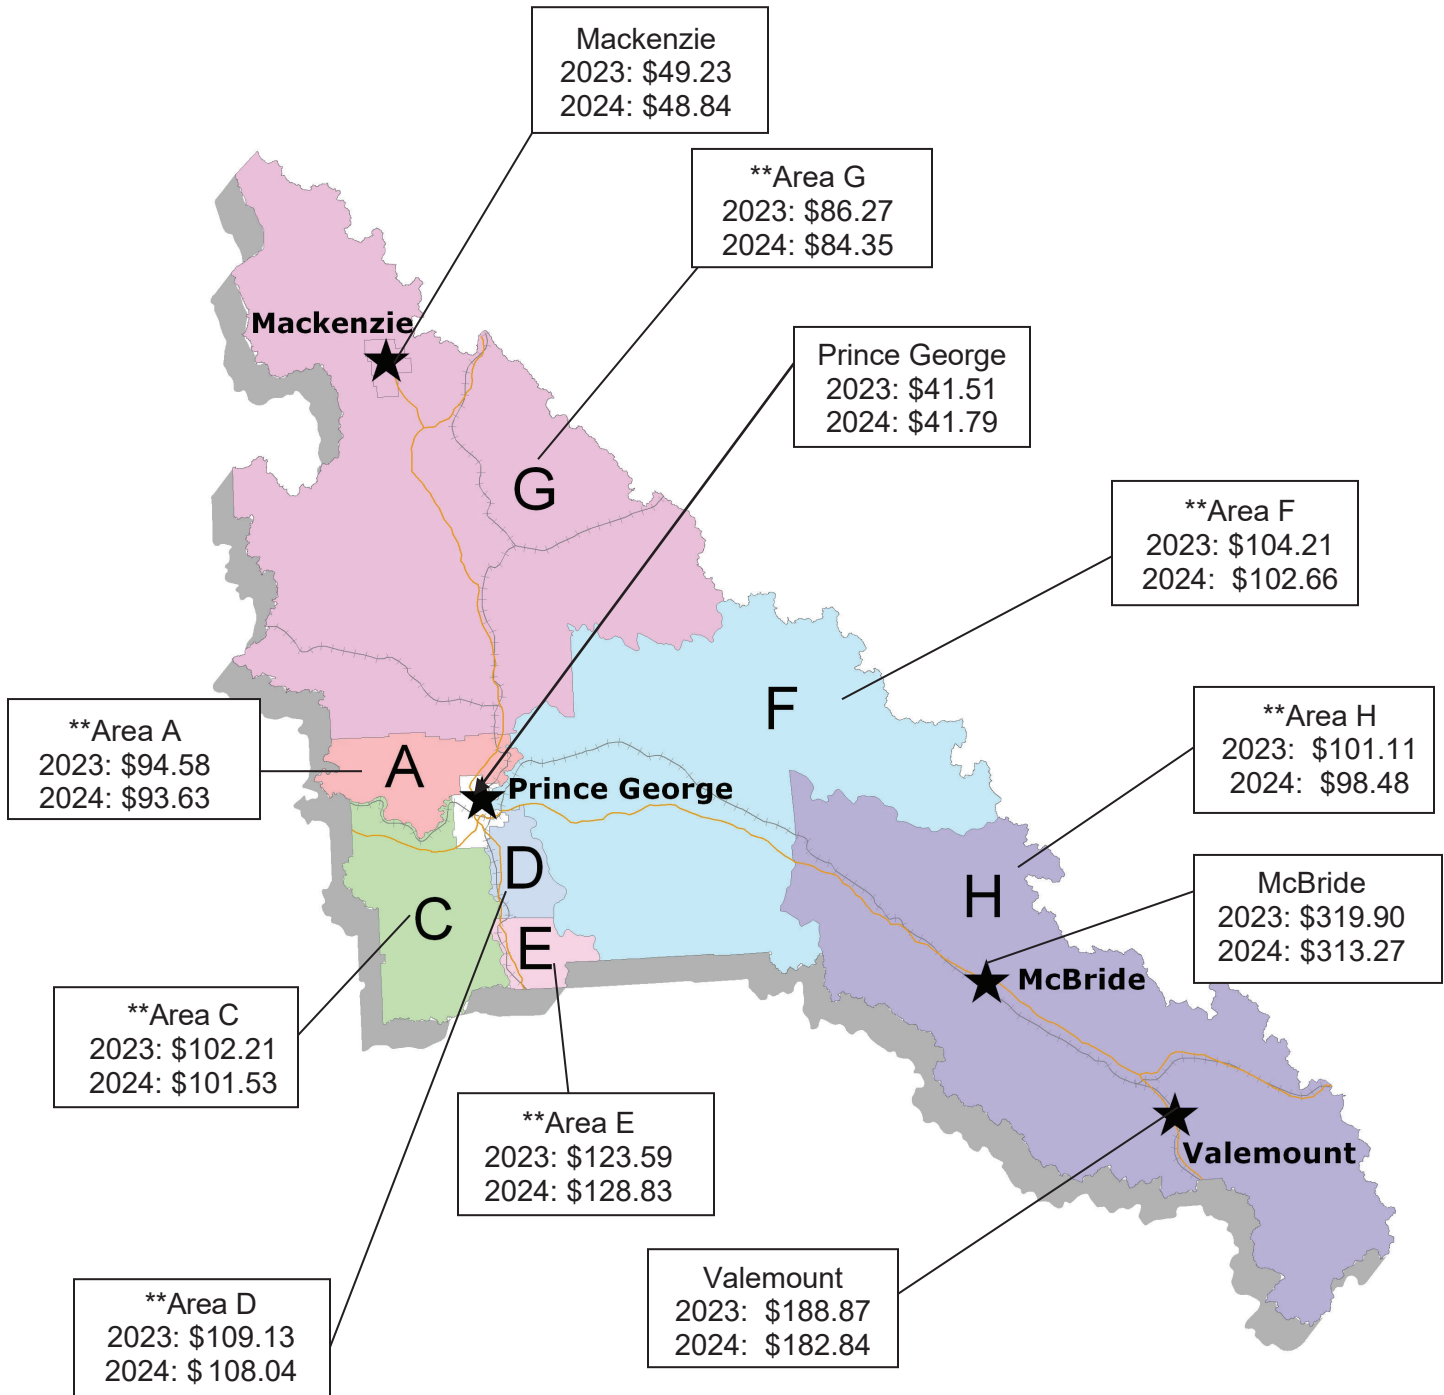 Mackenzie
2023: $49.23
2024: $48.84
**Area G
2023: $86.27
2024: $84.35
Mackenzie
Prince George
2023: $41.51
2024: $41.79
G
**Area F
2023: $104.21
2024: $102.66
F
**Area A
2023: $94.58
2024: $93.63
A
Prince George
**Area H
2023: $101.11
2024: $98.48
D
H
C
E
McBride
2023: $319.90
2024: $313.27
McBride
**Area C
2023: $102.21
2024: $101.53
**Area E
2023: $123.59
2024: $128.83
Valemount
**Area D
2023: $109.13
2024: $108.04
Valemount
2023: $188.87
2024: $182.84